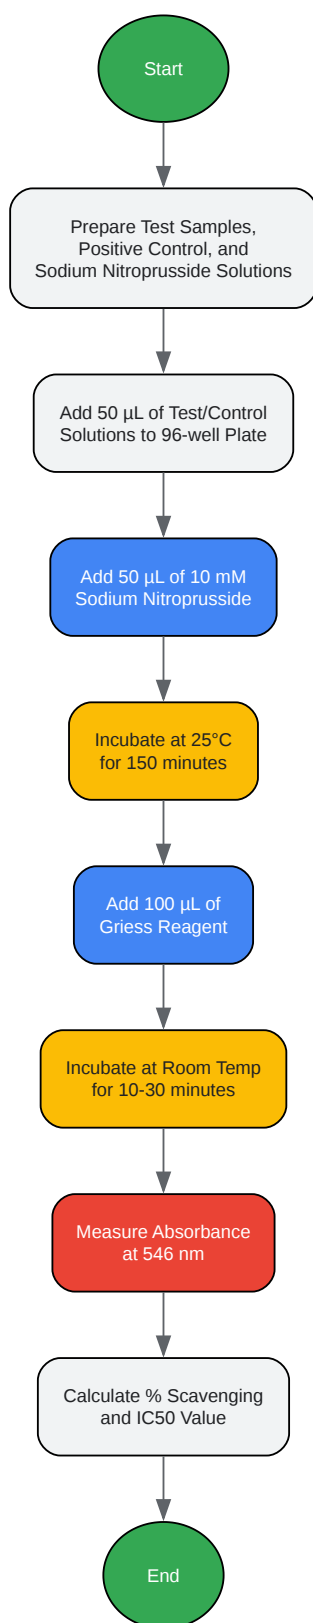 Start
Prepare Test Samples,
Positive Control, and
Sodium Nitroprusside Solutions
Add 50 µL of Test/Control
Solutions to 96-well Plate
Add 50 µL of 10 mM
Sodium Nitroprusside
Incubate at 25°C
for 150 minutes
Add 100 µL of
Griess Reagent
Incubate at Room Temp
for 10-30 minutes
Measure Absorbance
at 546 nm
Calculate % Scavenging
and IC50 Value
End